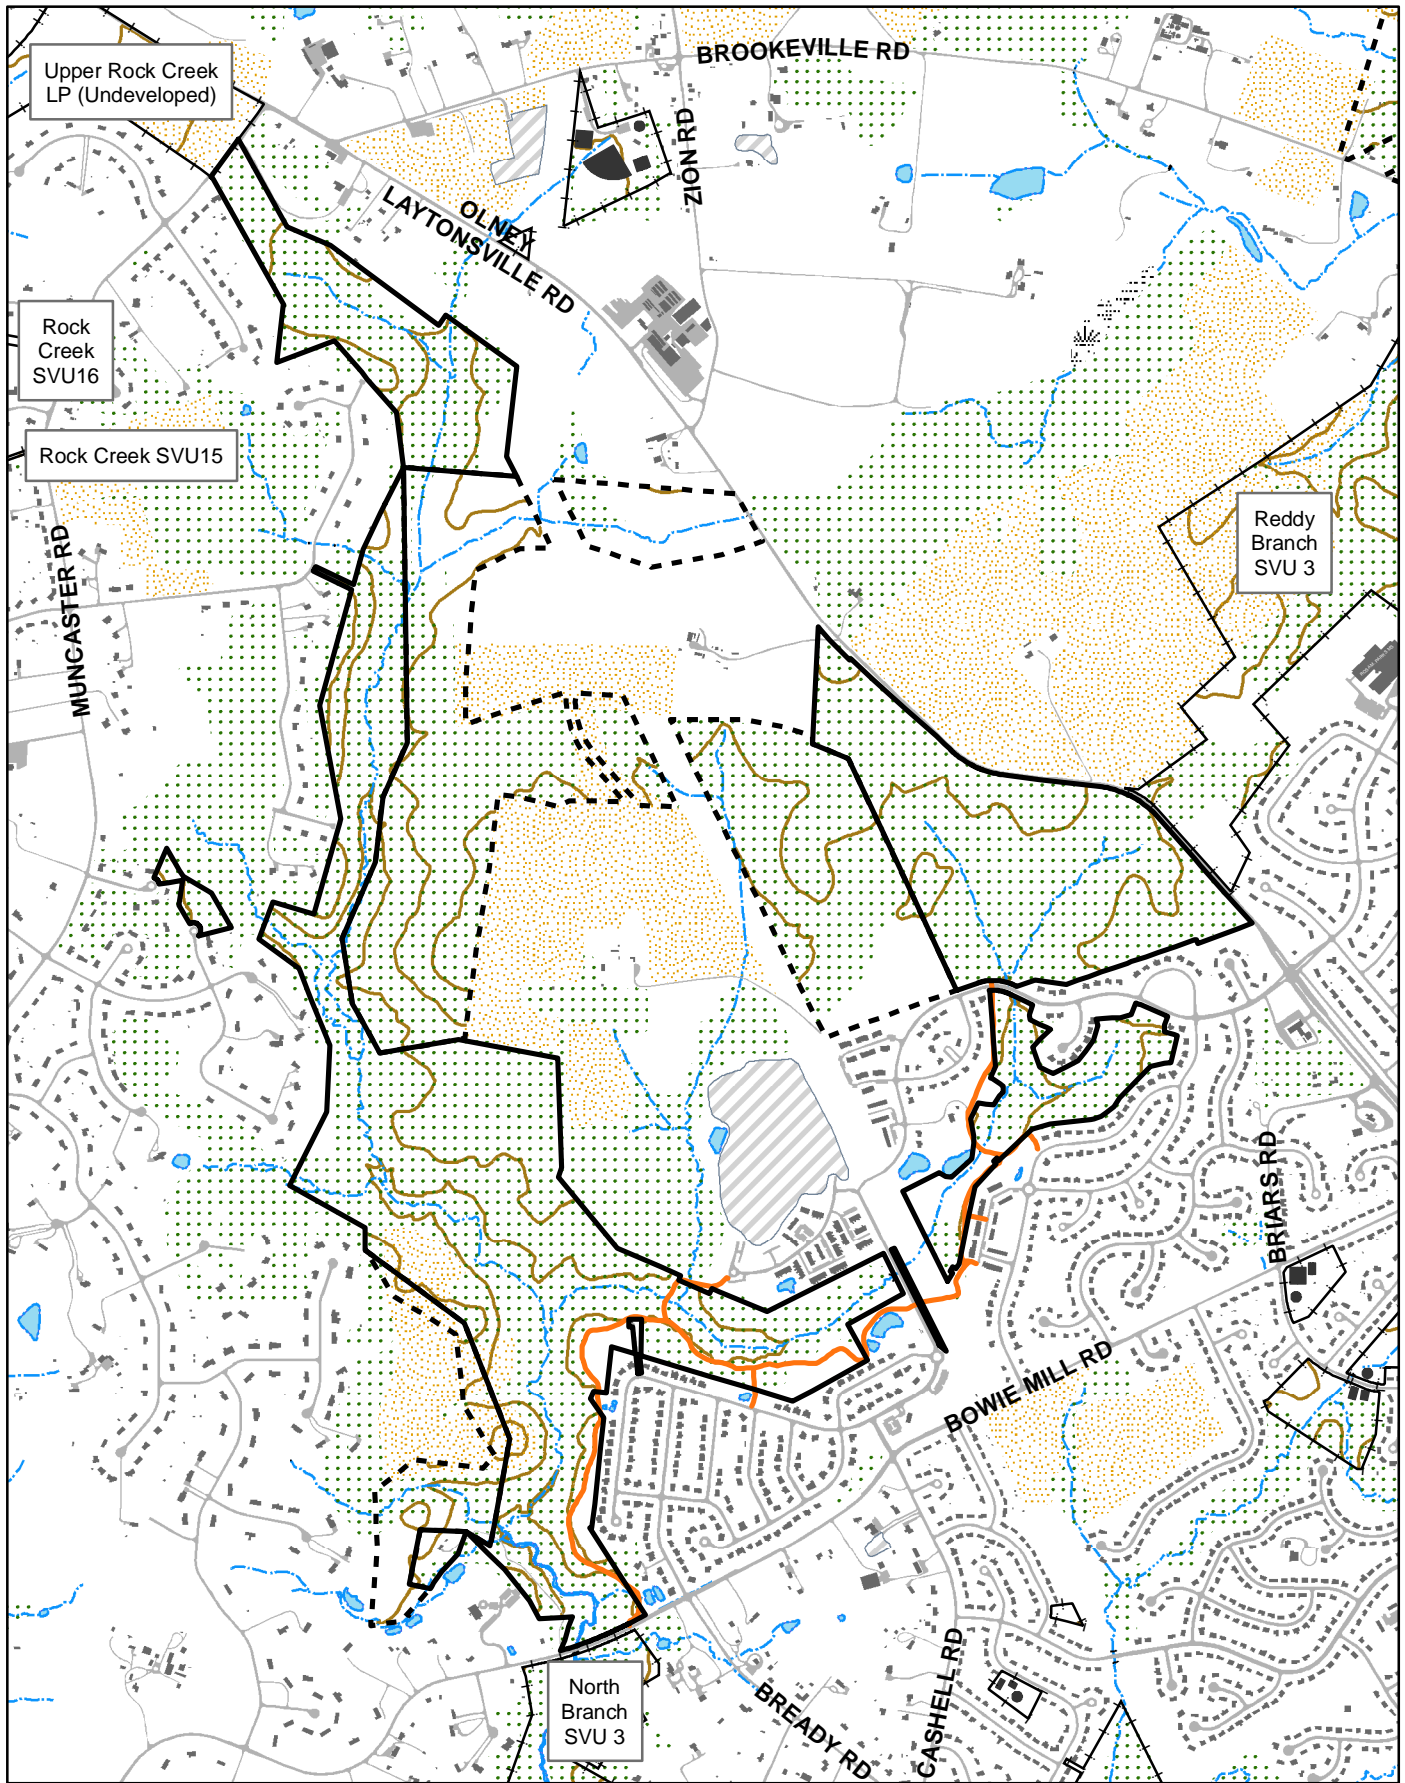 BROOKEVILLE RD
Upper Rock Creek
LP (Undeveloped)
ZION RD
OLNEY
LAYTONSVILLE RD
Rock
Creek
SVU16
Rock Creek SVU15
Reddy
Branch
SVU 3
MUNCASTER RD
BRIARS RD
BOWIE MILL RD
North
Branch
SVU 3
BREADY RD
CASHELL RD